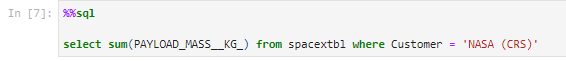 In [7]: %%sql
select sum(PAYLOAD_MASS__KG_) from spacextbl where Customer = 'NASA (CRS)'